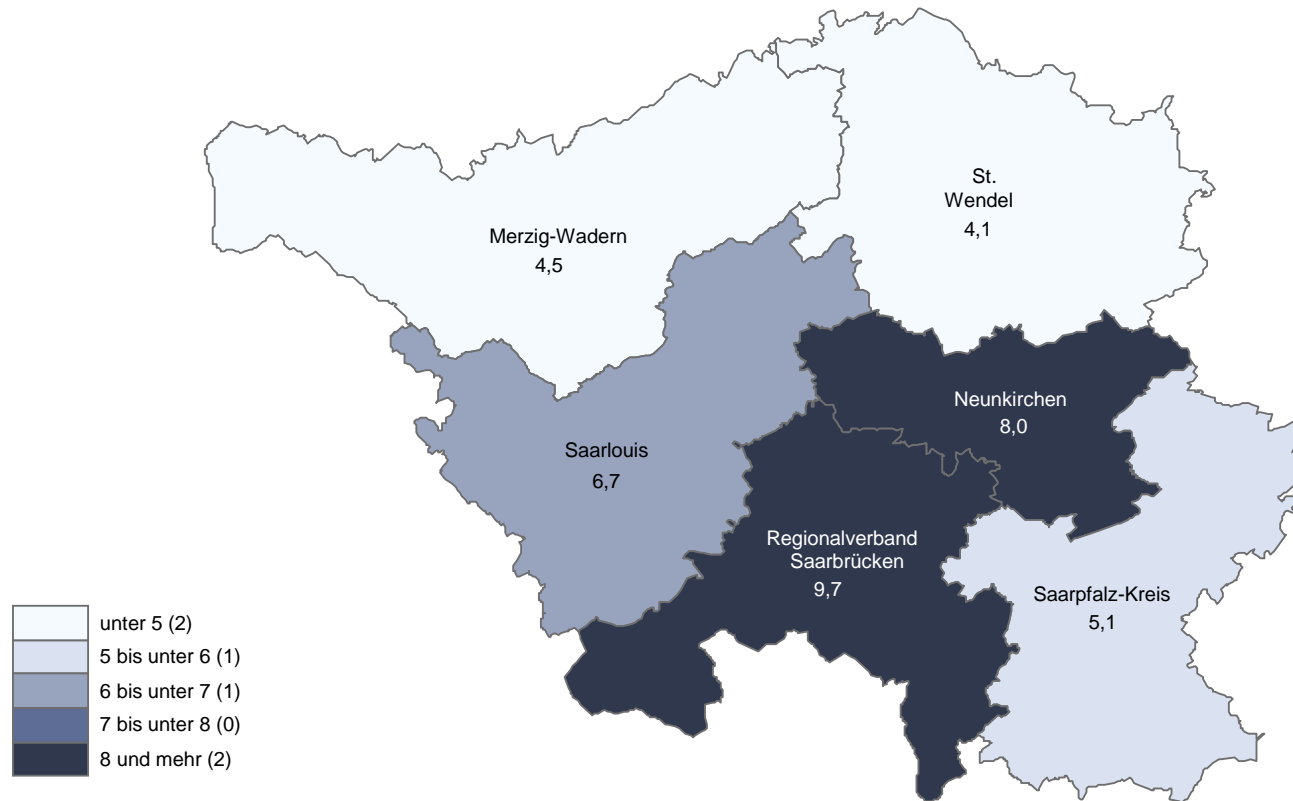 St.
Wendel
4,1
Merzig-Wadern
4,5
Neunkirchen
8,0
Saarlouis
6,7
Regionalverband
Saarbrücken
9,7
Saarpfalz-Kreis
5,1
unter 5 (2)
5 bis unter 6 (1)
6 bis unter 7 (1)
7 bis unter 8 (0)
8 und mehr (2)